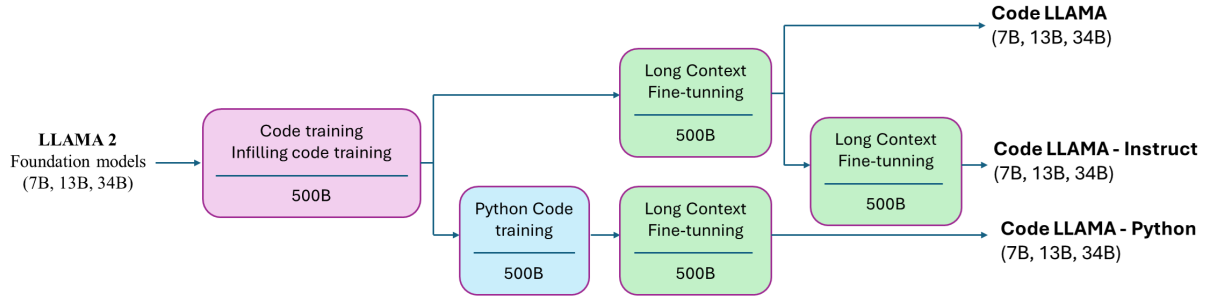 LLAMA 2
Foundation models
(7B, 13B, 34B)
Code training
Infilling code training
500B
Long Context
Fine-tunning
500B
Code LLAMA
(7B, 13B, 34B)
Long Context
Fine-tunning
500B
Code LLAMA - Instruct
(7B, 13B, 34B)
Python Code
training
500B
Long Context
Fine-tunning
500B
Code LLAMA - Python
(7B, 13B, 34B)